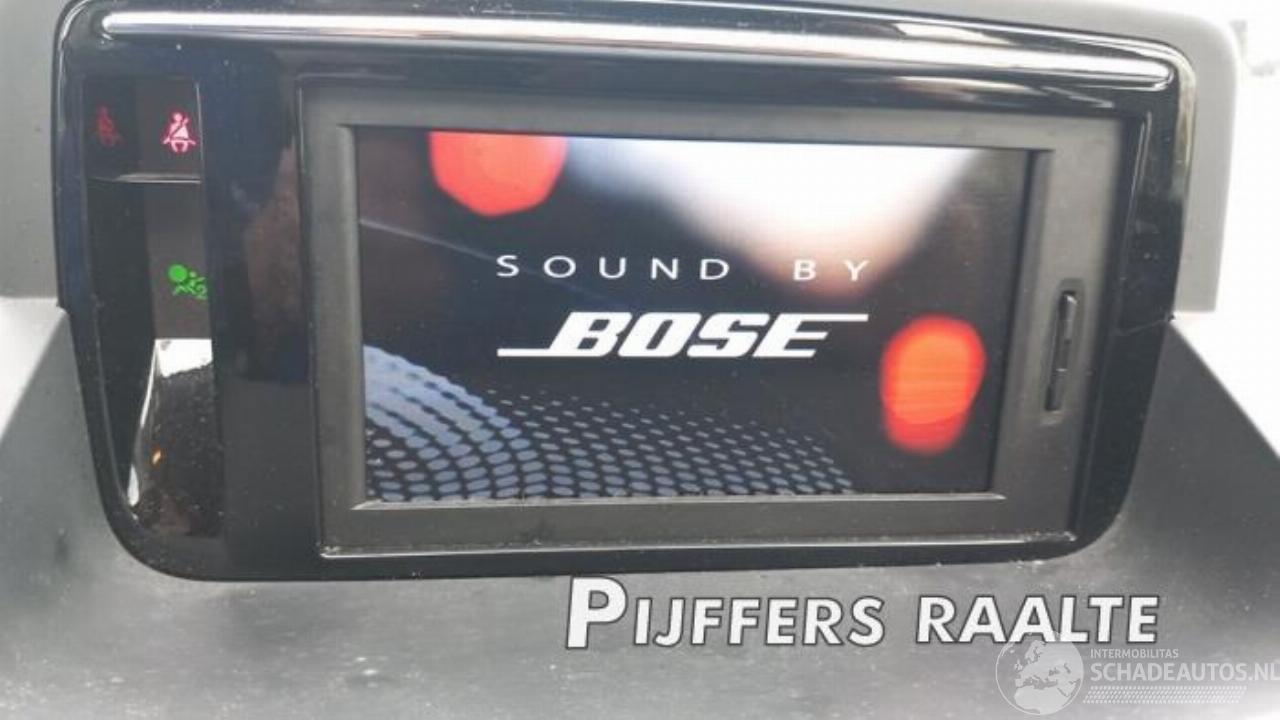 SOUND BY
BOSE
PIJFFERS RAALTE
INTERMOBILITAS
SCHADEAUTOS.NL